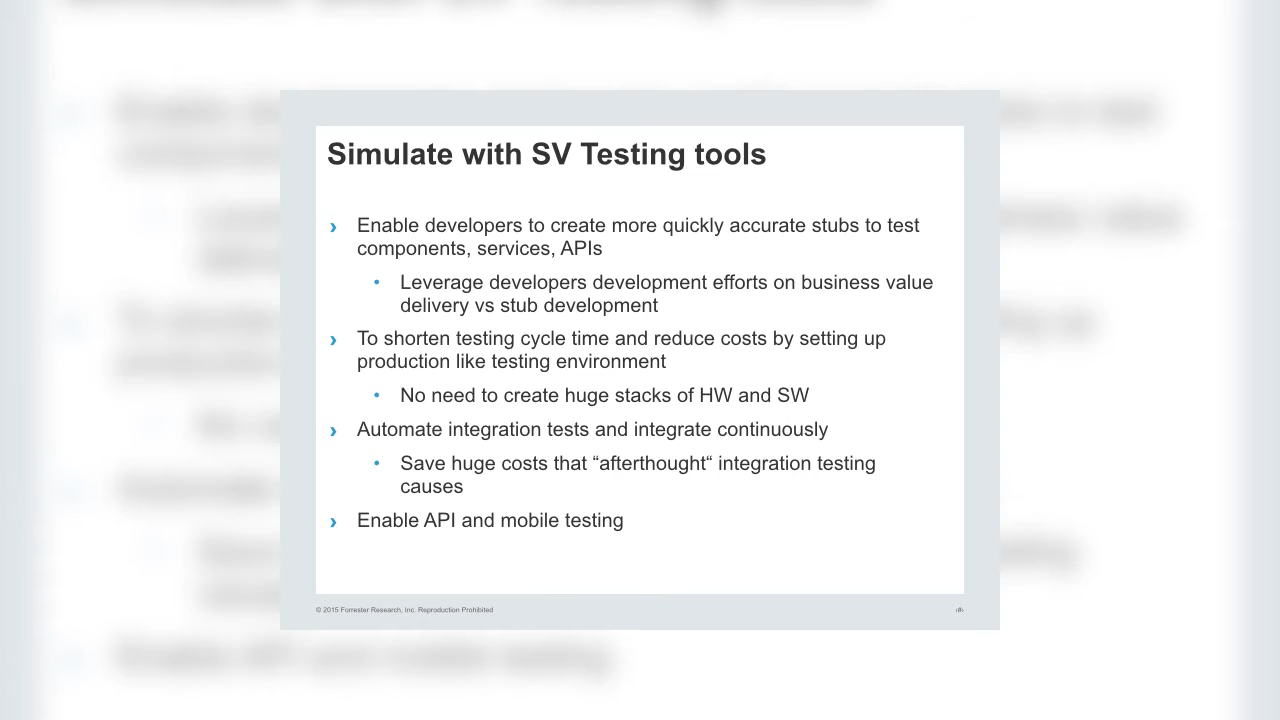 Simulate with SV Testing tools
› Enable developers to create more quickly accurate stubs to test
components, services, APIs
• Leverage developers development efforts on business value
delivery vs stub development
› To shorten testing cycle time and reduce costs by setting up
production like testing environment
• No need to create huge stacks of HW and SW
› Automate integration tests and integrate continuously
• Save huge costs that “afterthought“ integration testing
causes
› Enable API and mobile testing
© 2015 Forrester Research, Inc. Reproduction Prohibited
‹#›